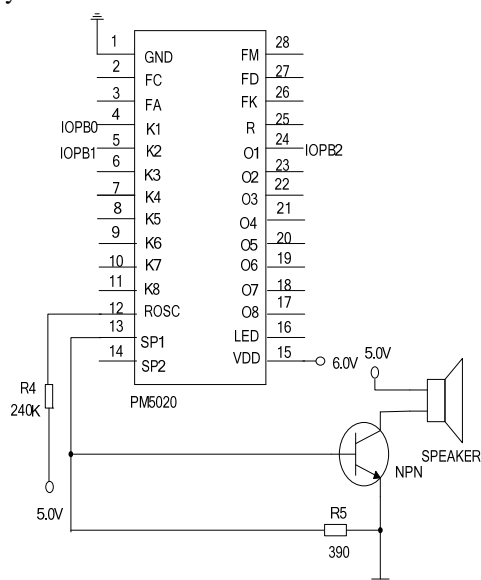 1 GND FM 28
2 FC FD 27
3 FA FK 26
4 IOPB0 K1 R 25
5 IOPB1 K2 O1 24 IOPB2
6 K3 O2 23
7 K4 O3 22
8 K5 O4 21
9 K6 O5 20
10 K7 O6 19
11 K8 O7 18
12 ROSC O8 17
13 SP1 LED 16
14 SP2 VDD 15 6.0V
PM5020
R4
240K
5.0V
5.0V
SPEAKER
NPN
R5
390